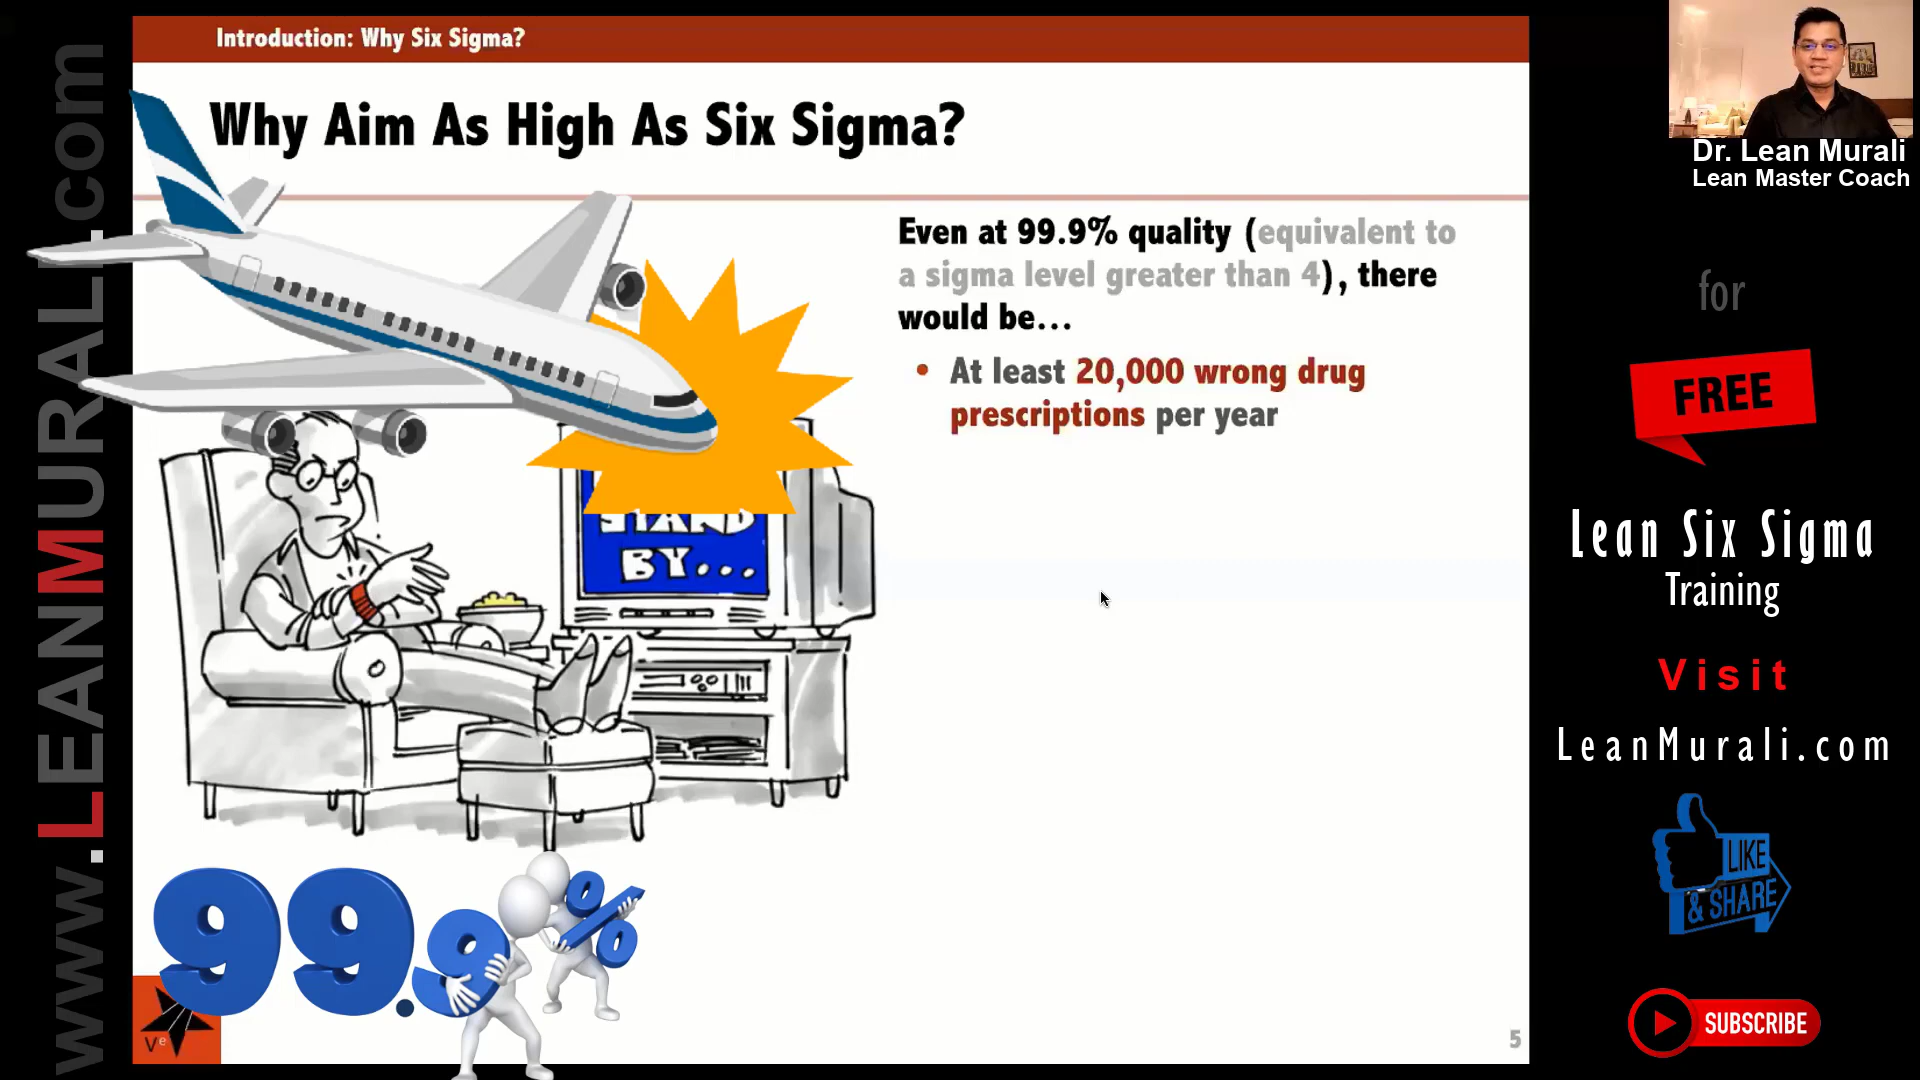 www.LEANMURALI.com
Introduction: Why Six Sigma?
Why Aim As High As Six Sigma?
Even at 99.9% quality (equivalent to
a sigma level greater than 4), there
would be...
• At least 20,000 wrong drug
prescriptions per year
STAND
BY...
99.9%
Ve
5
Dr. Lean Murali
Lean Master Coach
for
FREE
Lean Six Sigma
Training
Visit
LeanMurali.com
LIKE
& SHARE
SUBSCRIBE